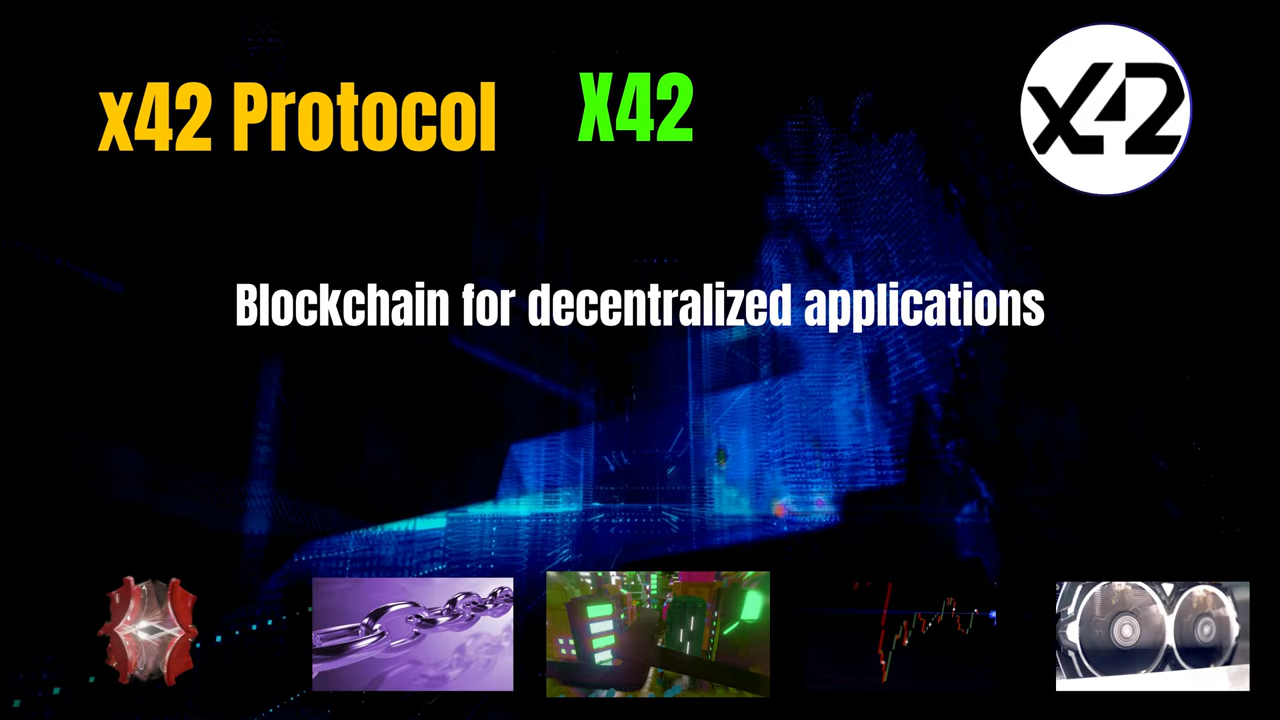 x42 Protocol
X42
x42
Blockchain for decentralized applications